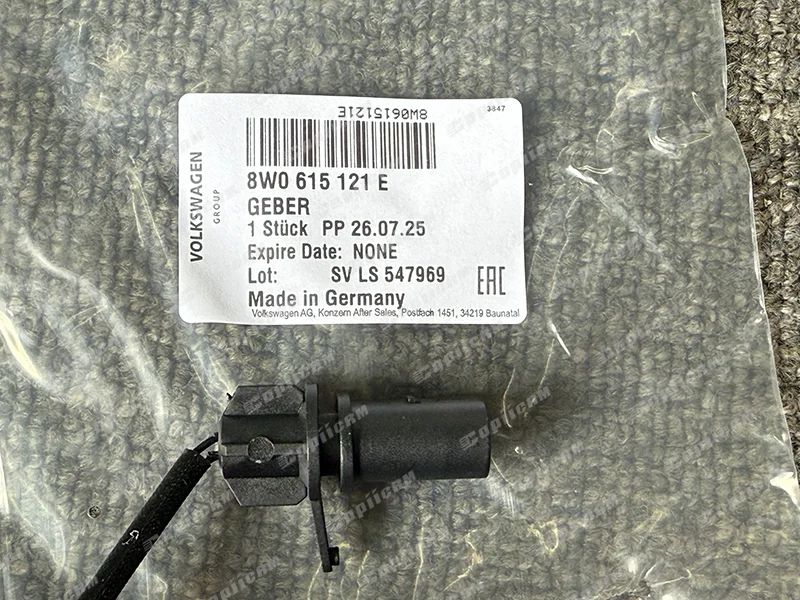 8W0615121E
3847
VOLKSWAGEN
GROUP
8W0 615 121 E
GEBER
1 Stück PP 26.07.25
Expire Date: NONE
Lot: SV LS 547969
EAC
Made in Germany
Volkswagen AG, Konzern After Sales, Postfach 1451, 34219 Baunatal
Copiicam